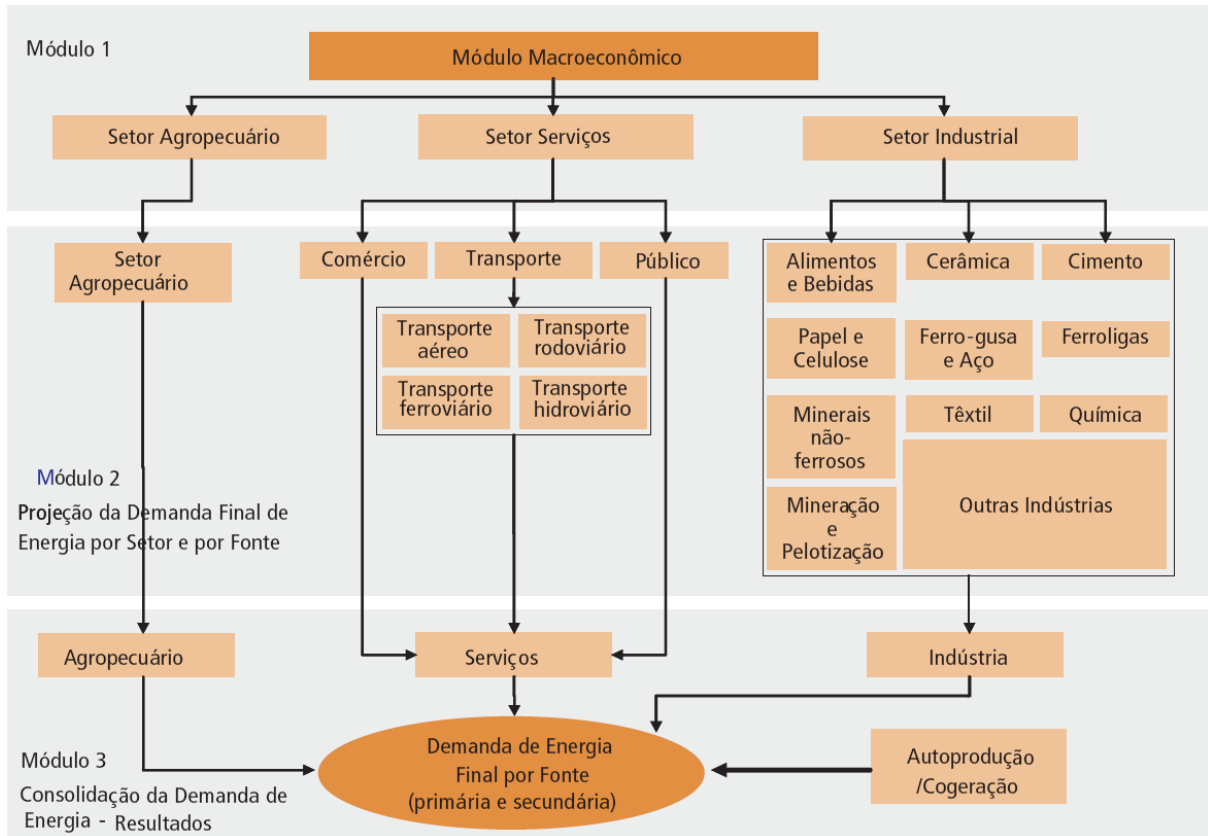 Módulo 1
Módulo Macroeconômico
Setor Agropecuário
Setor Serviços
Setor Industrial
Setor
Agropecuário
Comércio
Transporte
Público
Transporte
aéreo
Transporte
rodoviário
Transporte
ferroviário
Transporte
hidroviário
Alimentos
e Bebidas
Cerâmica
Cimento
Papel e
Celulose
Ferro-gusa
e Aço
Ferroligas
Minerais
não-
ferrosos
Têxtil
Química
Mineração
e
Pelotização
Outras Indústrias
Módulo 2
Projeção da Demanda Final de
Energia por Setor e por Fonte
Agropecuário
Serviços
Indústria
Módulo 3
Consolidação da Demanda de
Energia - Resultados
Demanda de Energia
Final por Fonte
(primária e secundária)
Autoprodução
/Cogeração